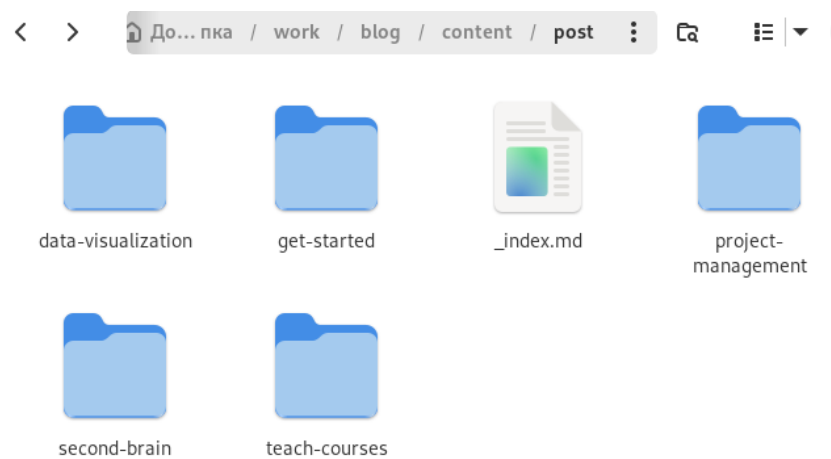 До... пка / work / blog / content / post
data-visualization
get-started
_index.md
project-
management
second-brain
teach-courses